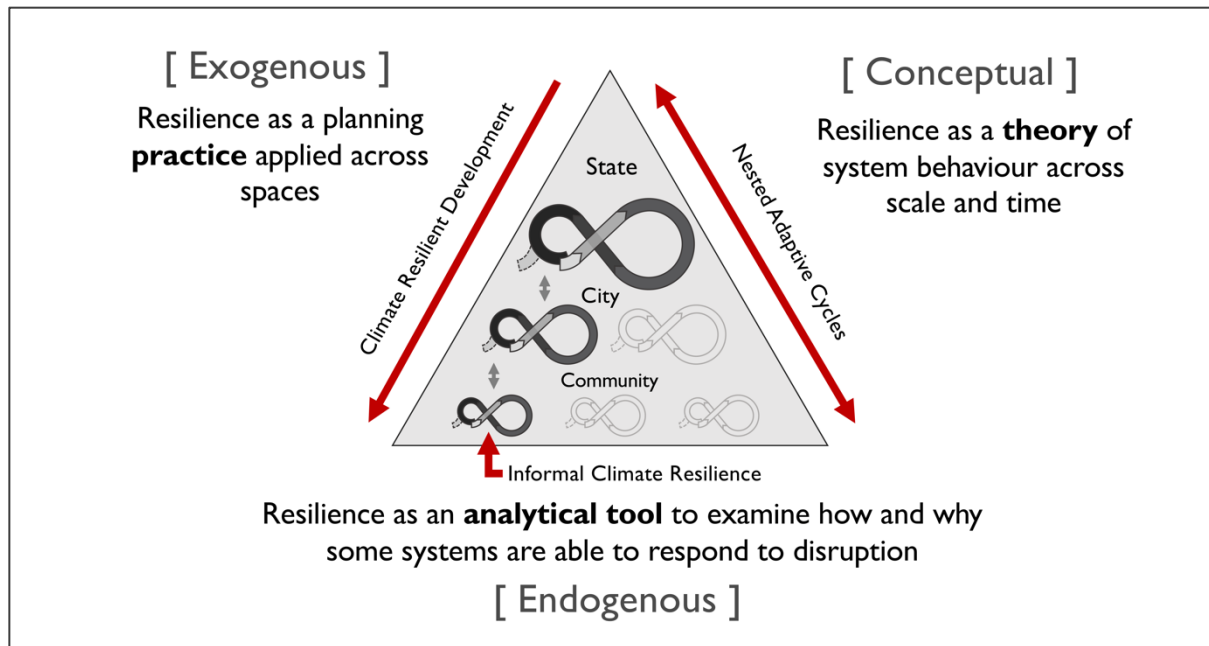 [ Exogenous ]
Resilience as a planning
practice applied across
spaces
Climate Resilient Development
[ Conceptual ]
Resilience as a theory of
system behaviour across
scale and time
Nested Adaptive Cycles
State
City
Community
Informal Climate Resilience
Resilience as an analytical tool to examine how and why
some systems are able to respond to disruption
[ Endogenous ]